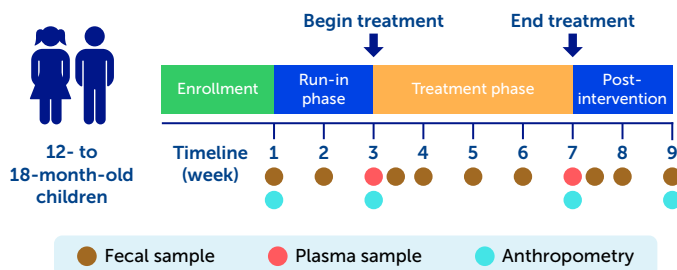 Begin treatment
End treatment
Enrollment
Run-in
phase
Treatment phase
Post-
intervention
12- to
18-month-old
children
Timeline
(week)
1 2 3 4 5 6 7 8 9
Fecal sample
Plasma sample
Anthropometry